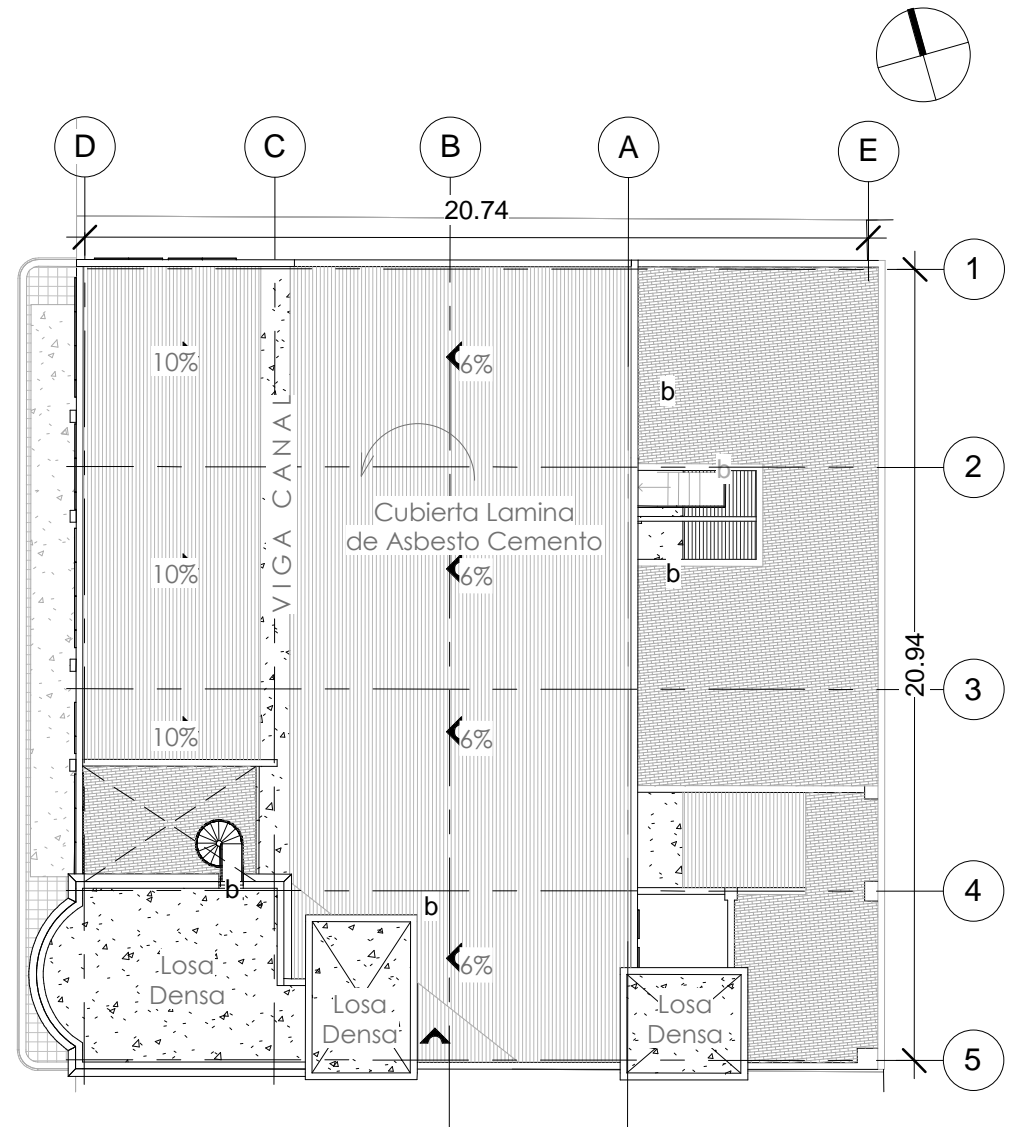 D
C
B
A
E
20.74
1
10%
6%
b
VIGA CANAL
2
b
Cubierta Lamina
de Asbesto Cemento
10%
6%
b
20.94
3
10%
6%
b
b
4
Losa
Densa
6%
Losa
Densa
Losa
Densa
5